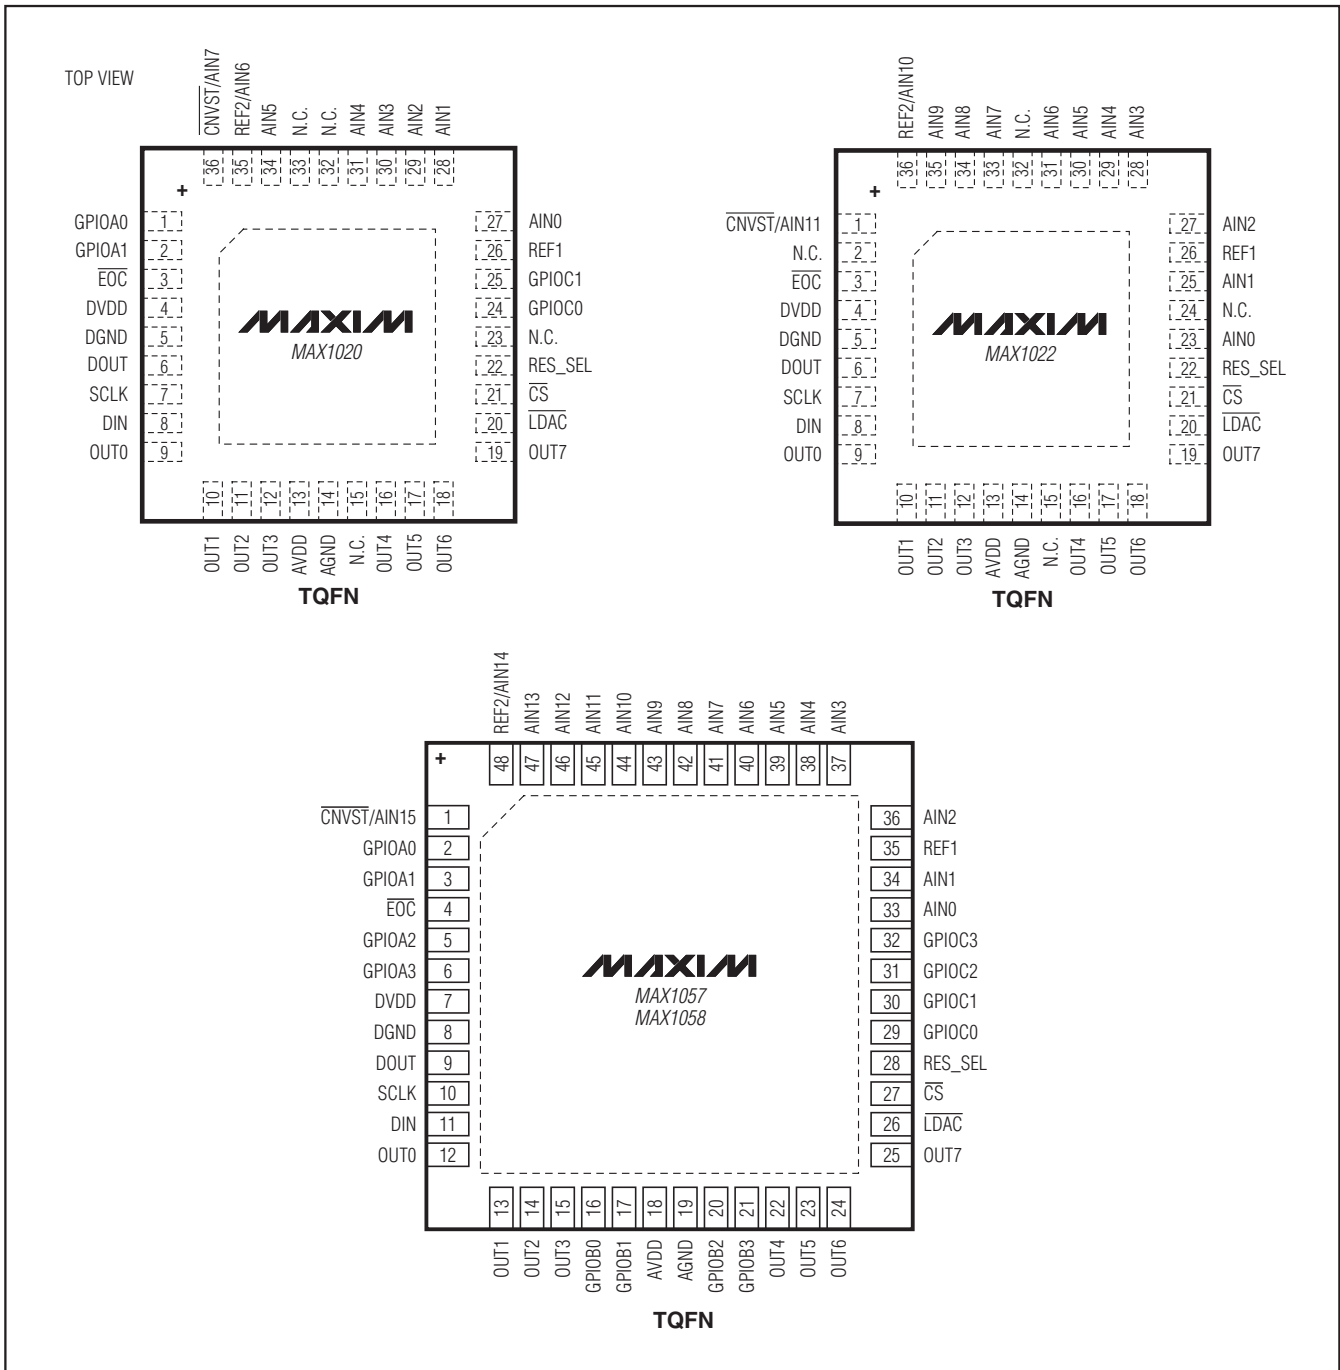 TOP VIEW
CNVST/AIN7
REF2/AIN6
AIN5
N.C.
N.C.
AIN4
AIN3
AIN2
AIN1
36 35 34 33 32 31 30 29 28
+
GPIOA0 1
GPIOA1 2
EOC 3
DVDD 4
DGND 5
DOUT 6
SCLK 7
DIN 8
OUT0 9
MAXIM
MAX1020
27 AIN0
26 REF1
25 GPIOC1
24 GPIOC0
23 N.C.
22 RES_SEL
21 CS
20 LDAC
19 OUT7
10 11 12 13 14 15 16 17 18
OUT1
OUT2
OUT3
AVDD
AGND
N.C.
OUT4
OUT5
OUT6
TQFN
REF2/AIN10
AIN9
AIN8
AIN7
N.C.
AIN6
AIN5
AIN4
AIN3
36 35 34 33 32 31 30 29 28
+
CNVST/AIN11 1
N.C. 2
EOC 3
DVDD 4
DGND 5
DOUT 6
SCLK 7
DIN 8
OUT0 9
MAXIM
MAX1022
27 AIN2
26 REF1
25 AIN1
24 N.C.
23 AIN0
22 RES_SEL
21 CS
20 LDAC
19 OUT7
10 11 12 13 14 15 16 17 18
OUT1
OUT2
OUT3
AVDD
AGND
N.C.
OUT4
OUT5
OUT6
TQFN
REF2/AIN14
AIN13
AIN12
AIN11
AIN10
AIN9
AIN8
AIN7
AIN6
AIN5
AIN4
AIN3
48 47 46 45 44 43 42 41 40 39 38 37
+
CNVST/AIN15 1
GPIOA0 2
GPIOA1 3
EOC 4
GPIOA2 5
GPIOA3 6
DVDD 7
DGND 8
DOUT 9
SCLK 10
DIN 11
OUT0 12
MAXIM
MAX1057
MAX1058
36 AIN2
35 REF1
34 AIN1
33 AIN0
32 GPIOC3
31 GPIOC2
30 GPIOC1
29 GPIOC0
28 RES_SEL
27 CS
26 LDAC
25 OUT7
13 14 15 16 17 18 19 20 21 22 23 24
OUT1
OUT2
OUT3
GPIOB0
GPIOB1
AVDD
AGND
GPIOB2
GPIOB3
OUT4
OUT5
OUT6
TQFN